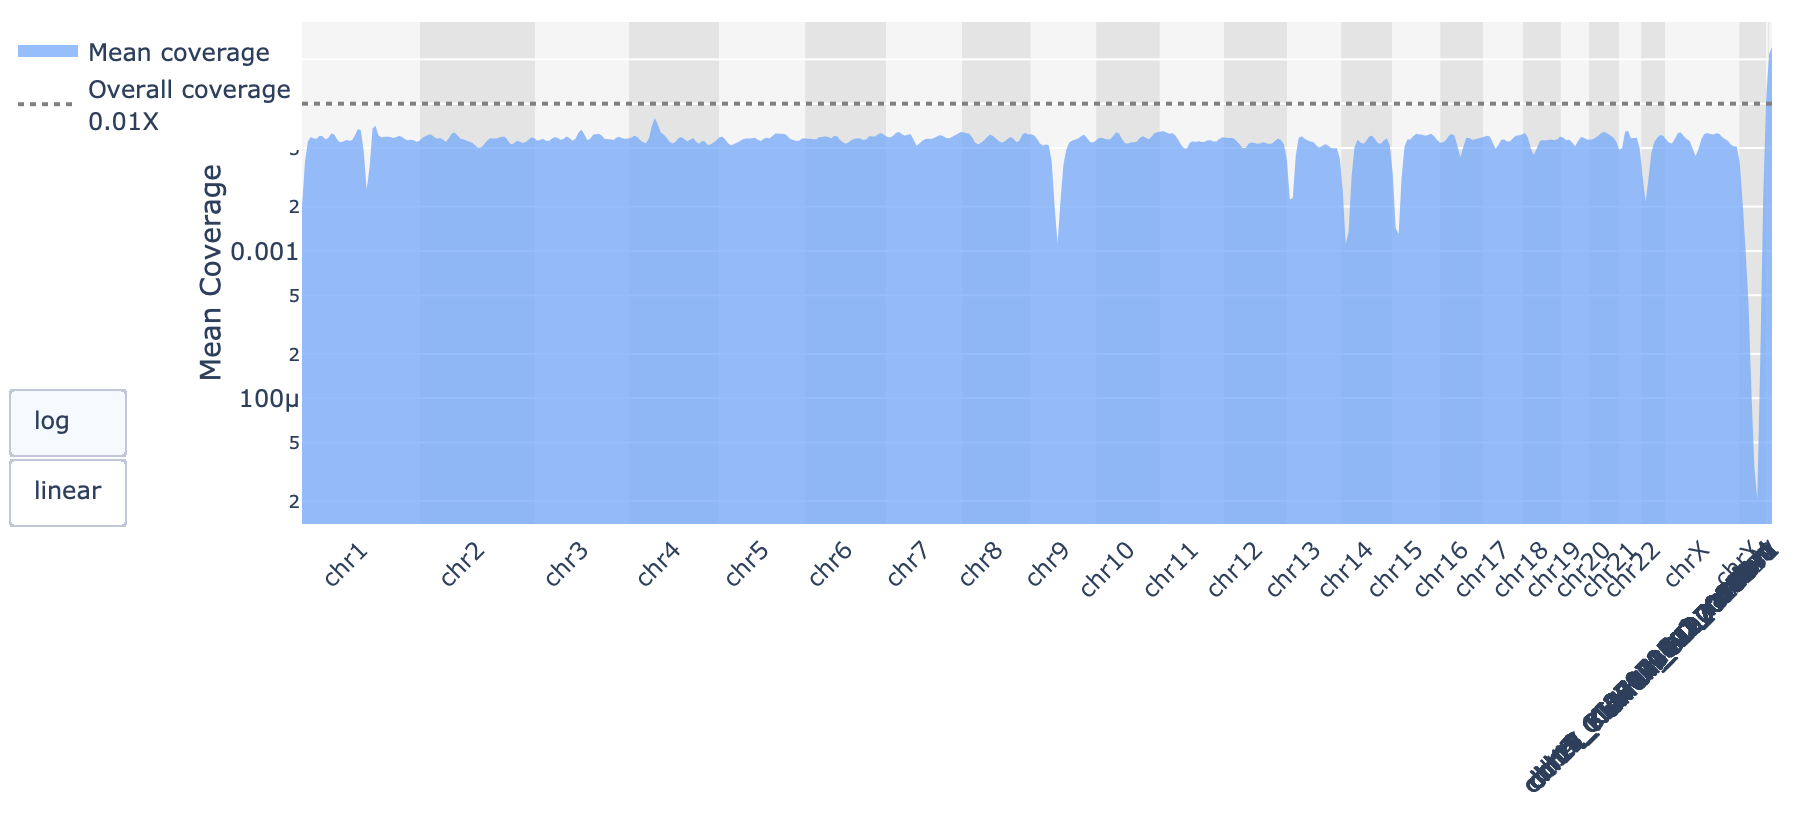 Mean coverage
Overall coverage
0.01X
Mean Coverage
2
0.001
5
2
100μ
5
2
log
linear
chr1
chr2
chr3
chr4
chr5
chr6
chr7
chr8
chr9
chr10
chr11
chr12
chr13
chr14
chr15
chr16
chr17
chr18
chr19
chr20
chr21
chr22
chrX